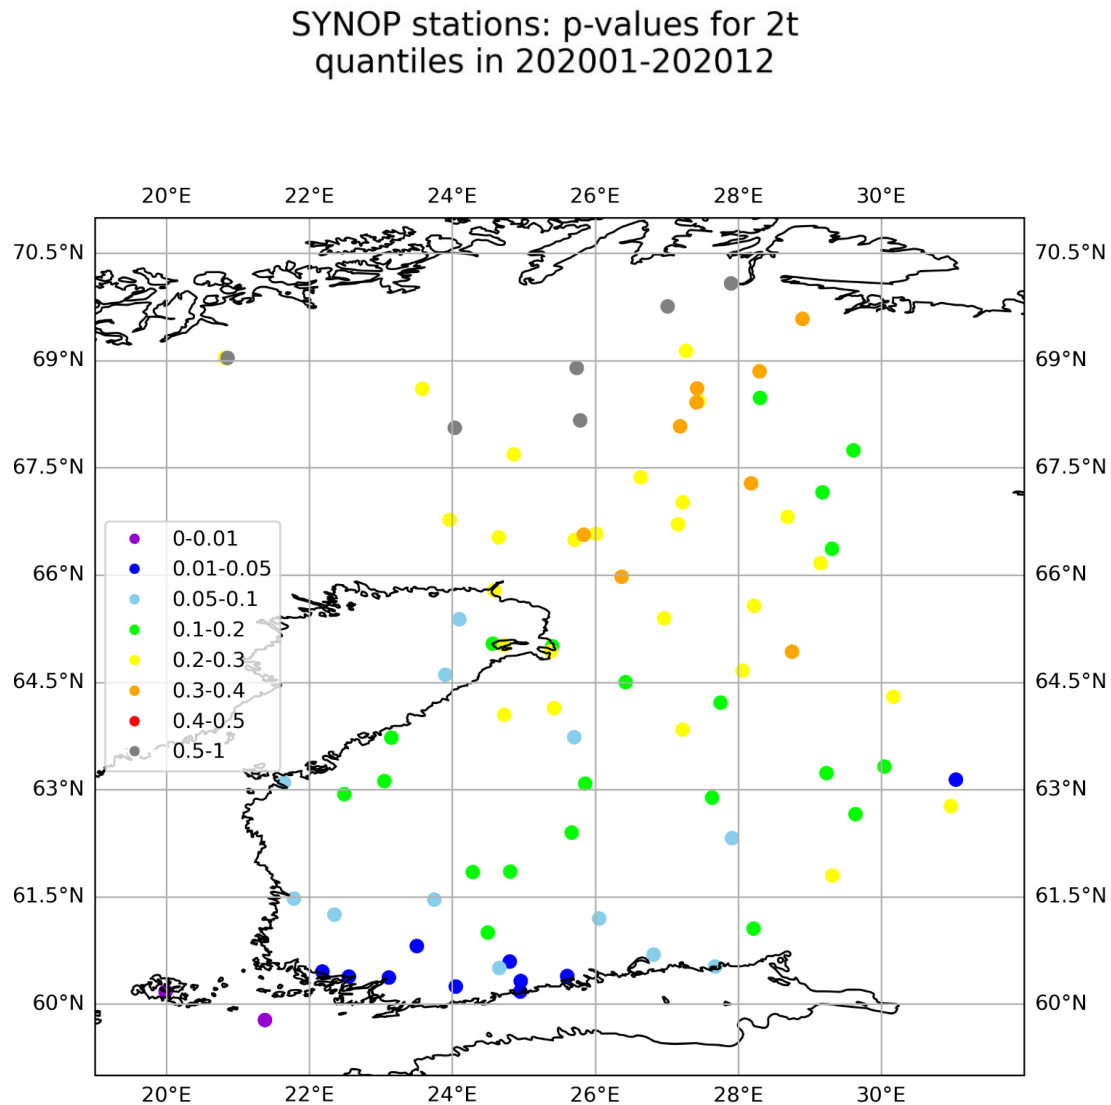 SYNOP stations: p-values for 2t
quantiles in 202001-202012
20°E 22°E 24°E 26°E 28°E 30°E
70.5°N 70.5°N
69°N 69°N
67.5°N 67.5°N
66°N 66°N
64.5°N 64.5°N
63°N 63°N
61.5°N 61.5°N
60°N 60°N
0-0.01
0.01-0.05
0.05-0.1
0.1-0.2
0.2-0.3
0.3-0.4
0.4-0.5
0.5-1
20°E 22°E 24°E 26°E 28°E 30°E